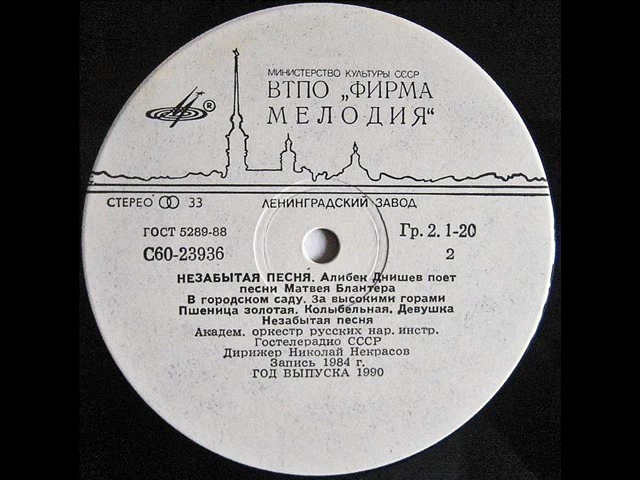 МИНИСТЕРСТВО КУЛЬТУРЫ СССР
ВТПО „ФИРМА
МЕЛОДИЯ“
®
СТЕРЕО 33 ЛЕНИНГРАДСКИЙ ЗАВОД
ГОСТ 5289-88 Гр. 2. 1-20
С60-23936 2
НЕЗАБЫТАЯ ПЕСНЯ. Алибек Днишев поет
песни Матвея Блантера
В городском саду. За высокими горами
Пшеница золотая. Колыбельная. Девушка
Незабытая песня
Академ. оркестр русских нар. инстр.
Гостелерадио СССР
Дирижер Николай Некрасов
Запись 1984 г.
ГОД ВЫПУСКА 1990